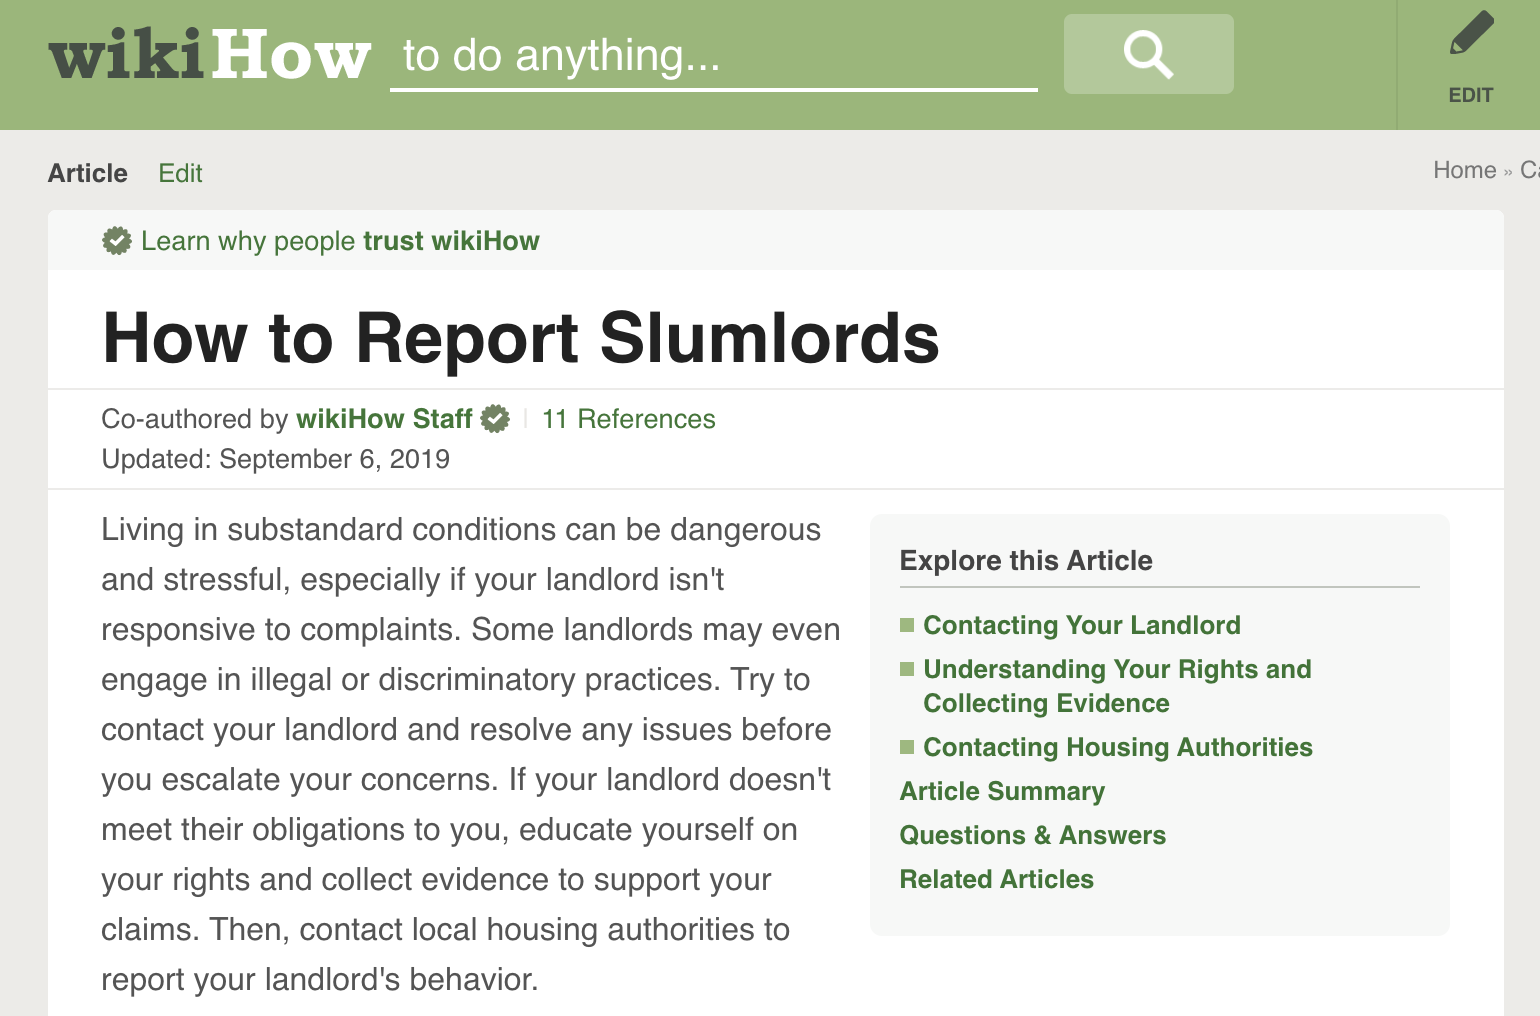 wikiHow to do anything...
EDIT
Article Edit
Home »
Learn why people trust wikiHow
How to Report Slumlords
Co-authored by wikiHow Staff | 11 References
Updated: September 6, 2019
Living in substandard conditions can be dangerous
and stressful, especially if your landlord isn't
responsive to complaints. Some landlords may even
engage in illegal or discriminatory practices. Try to
contact your landlord and resolve any issues before
you escalate your concerns. If your landlord doesn't
meet their obligations to you, educate yourself on
your rights and collect evidence to support your
claims. Then, contact local housing authorities to
report your landlord's behavior.
Explore this Article
Contacting Your Landlord
Understanding Your Rights and
Collecting Evidence
Contacting Housing Authorities
Article Summary
Questions & Answers
Related Articles